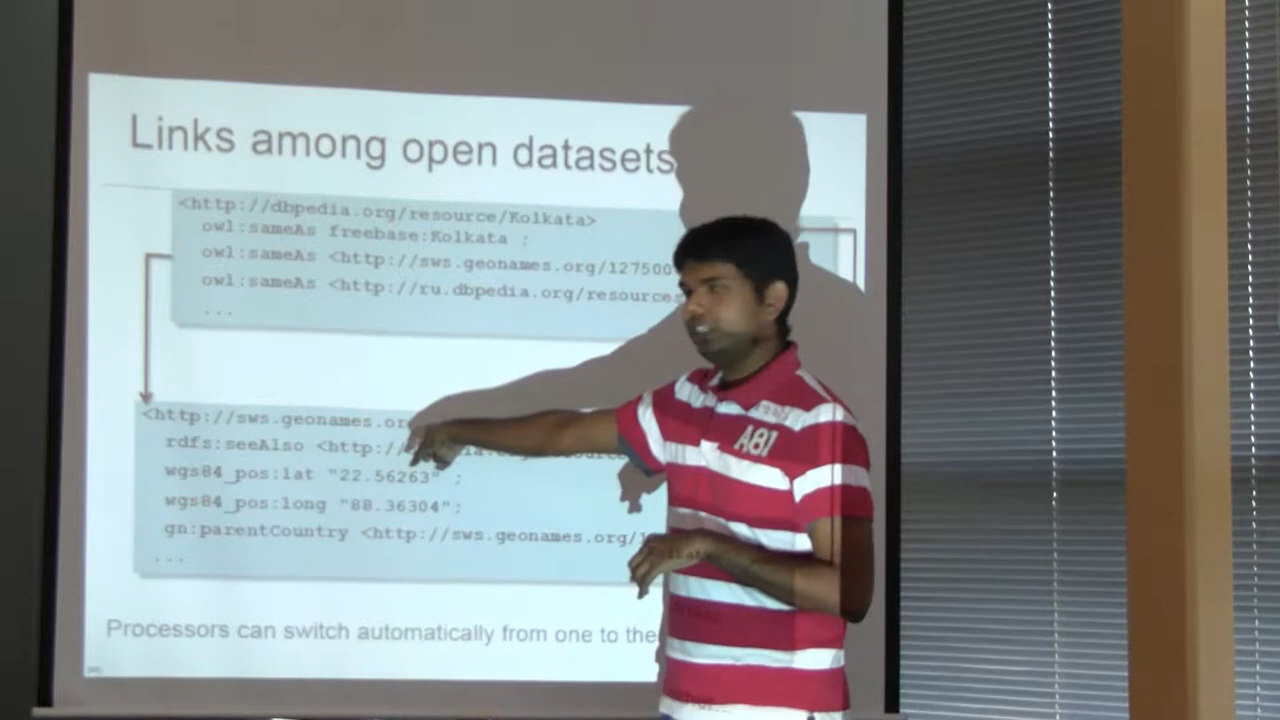 Links among open datasets
<http://dbpedia.org/resource/Kolkata>
owl:sameAs freebase:Kolkata ;
owl:sameAs <http://sws.geonames.org/127500
owl:sameAs <http://ru.dbpedia.org/resources
...
<http://sws.geonames.or
rdfs:seeAlso <http:/
wgs84_pos:lat "22.56263" ;
wgs84_pos:long "88.36304";
gn:parentCountry <http://sws.geonames.org/1
...
Processors can switch automatically from one to the
A81